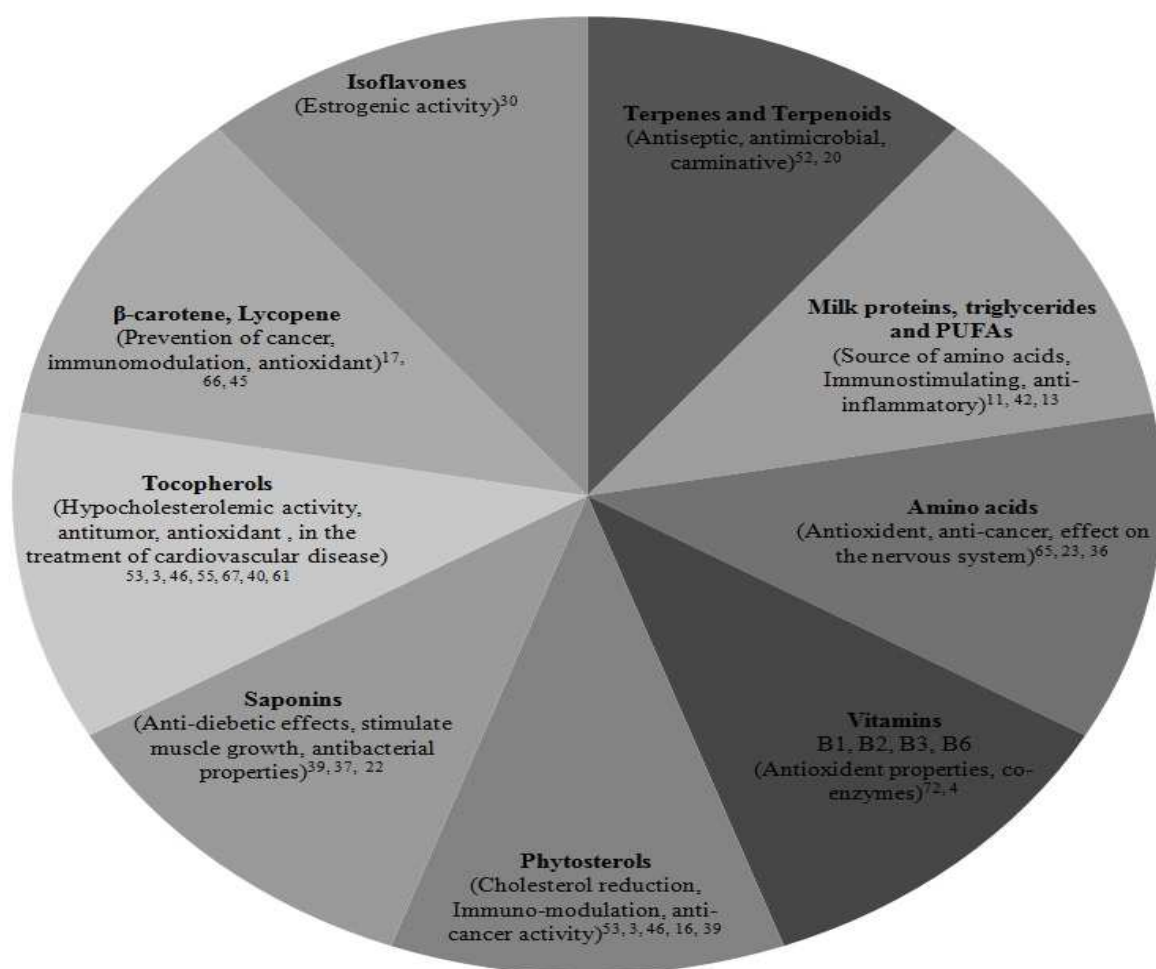 Isoflavones
(Estrogenic activity)30
Terpenes and Terpenoids
(Antiseptic, antimicrobial,
carminative)52, 20
Milk proteins, triglycerides
and PUFAs
(Source of amino acids,
Immunostimulating, anti-
inflammatory)11, 42, 13
Amino acids
(Antioxident, anti-cancer, effect on
the nervous system)65, 23, 36
Vitamins
B1, B2, B3, B6
(Antioxident properties, co-
enzymes)72, 4
Phytosterols
(Cholesterol reduction,
Immuno-modulation, anti-
cancer activity)53, 3, 46, 16, 39
Saponins
(Anti-diebetic effects, stimulate
muscle growth, antibacterial
properties)39, 37, 22
Tocopherols
(Hypocholesterolemic activity,
antitumor, antioxidant , in the
treatment of cardiovascular disease)
53, 3, 46, 55, 67, 40, 61
β-carotene, Lycopene
(Prevention of cancer,
immunomodulation, antioxidant)17,
66, 45